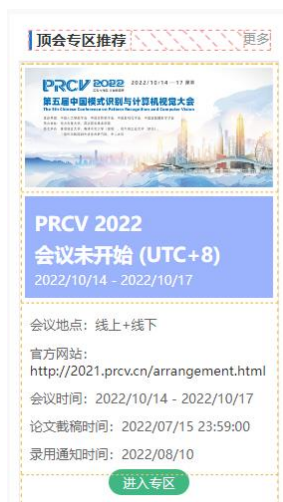 顶会专区推荐
更多
PRCV 2022
2022/10/14 - 17
第五届中国模式识别与计算机视觉大会
The 5th Chinese Conference on Pattern Recognition and Computer Vision
PRCV 2022
会议未开始 (UTC+8)
2022/10/14 - 2022/10/17
会议地点：线上+线下
官方网站：
http://2021.prcv.cn/arrangement.html
会议时间：2022/10/14 - 2022/10/17
论文截稿时间：2022/07/15 23:59:00
录用通知时间：2022/08/10
进入专区